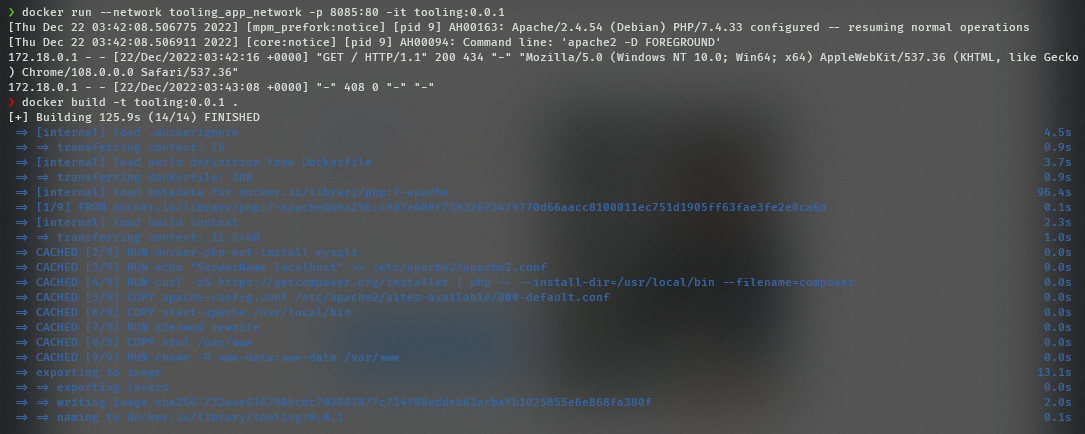 ❯ docker run --network tooling_app_network -p 8085:80 -it tooling:0.0.1
[Thu Dec 22 03:42:08.506775 2022] [mpm_prefork:notice] [pid 9] AH00163: Apache/2.4.54 (Debian) PHP/7.4.33 configured -- resuming normal operations
[Thu Dec 22 03:42:08.506911 2022] [core:notice] [pid 9] AH00094: Command line: 'apache2 -D FOREGROUND'
172.18.0.1 - - [22/Dec/2022:03:42:16 +0000] "GET / HTTP/1.1" 200 434 "-" "Mozilla/5.0 (Windows NT 10.0; Win64; x64) AppleWebKit/537.36 (KHTML, like Gecko
) Chrome/108.0.0.0 Safari/537.36"
172.18.0.1 - - [22/Dec/2022:03:43:08 +0000] "-" 408 0 "-" "-"
❯ docker build -t tooling:0.0.1 .
[+] Building 125.9s (14/14) FINISHED
=> [internal] load .dockerignore 4.5s
=> => transferring context: 2B 0.9s
=> [internal] load build definition from Dockerfile 3.7s
=> => transferring dockerfile: 38B 0.9s
=> [internal] load metadata for docker.io/library/php:7-apache 96.4s
=> [1/9] FROM 0.1s
=> [internal] load build context 2.3s
=> => transferring context: 13.54kB 1.0s
=> CACHED [2/9] RUN docker-php-ext-install mysqli 0.0s
=> CACHED [3/9] RUN echo "ServerName localhost" >> /etc/apache2/apache2.conf 0.0s
=> CACHED [4/9] RUN curl -sS https://getcomposer.org/installer | php -- --install-dir=/usr/local/bin --filename=composer 0.0s
=> CACHED [5/9] COPY apache-config.conf /etc/apache2/sites-available/000-default.conf 0.0s
=> CACHED [6/9] COPY start-apache /usr/local/bin 0.0s
=> CACHED [7/9] RUN a2enmod rewrite 0.0s
=> CACHED [8/9] COPY html /var/www 0.0s
=> CACHED [9/9] RUN chown -R www-data:www-data /var/www 0.0s
=> exporting to image 13.1s
=> => exporting layers 0.0s
=> => writing image 2.0s
=> => naming to docker.io/library/tooling:0.0.1 0.1s